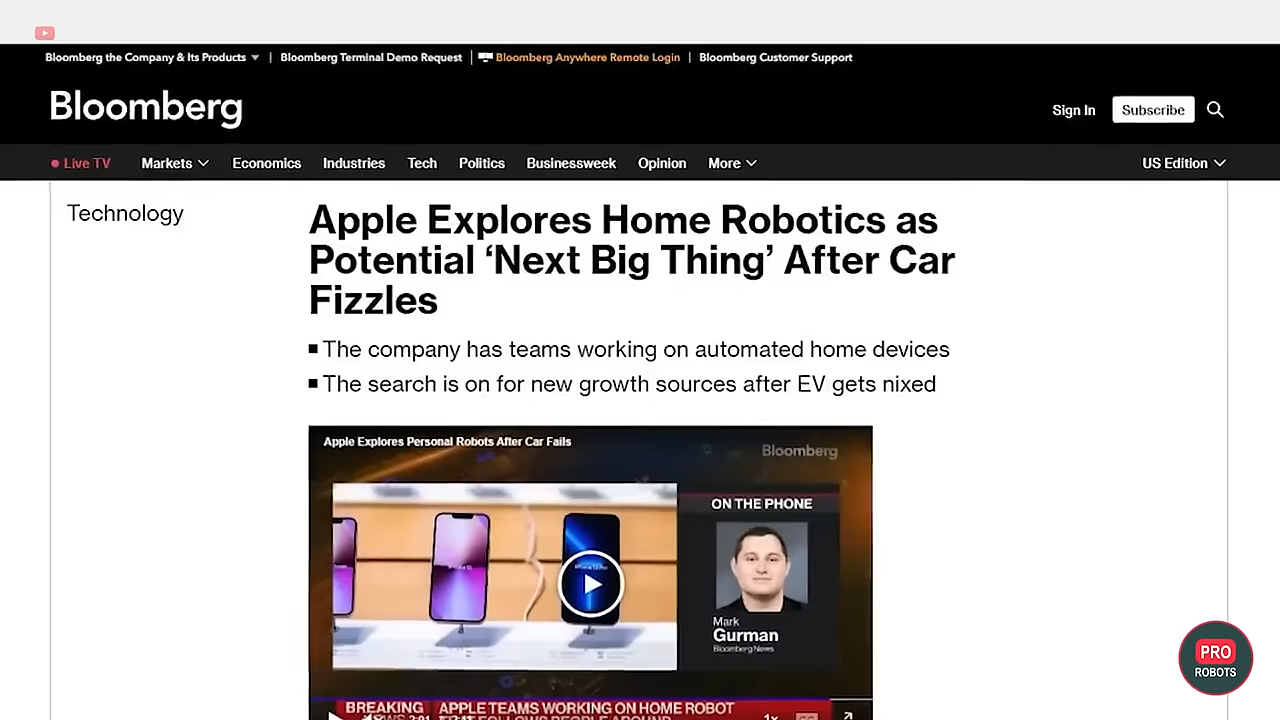 Bloomberg the Company & Its Products
Bloomberg Terminal Demo Request
Bloomberg Anywhere Remote Login
Bloomberg Customer Support
Bloomberg
Sign In
Subscribe
Live TV
Markets
Economics
Industries
Tech
Politics
Businessweek
Opinion
More
US Edition
Technology
Apple Explores Home Robotics as
Potential ‘Next Big Thing’ After Car
Fizzles
The company has teams working on automated home devices
The search is on for new growth sources after EV gets nixed
Apple Explores Personal Robots After Car Fails
Bloomberg
ON THE PHONE
Mark
Gurman
Bloomberg News
BREAKING
APPLE TEAMS WORKING ON HOME ROBOT
1x
PRO
ROBOTS